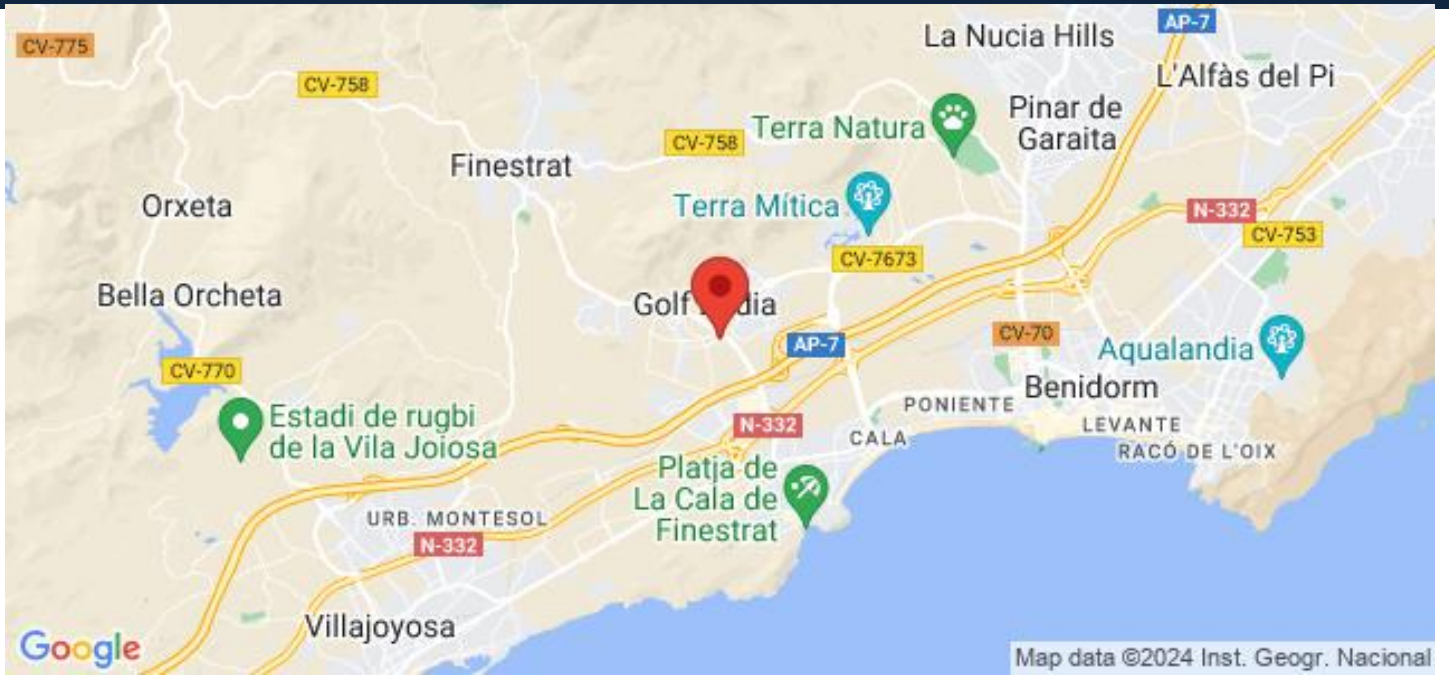 CV-775
AP-7
La Nucia Hills
CV-758
L'Alfàs del Pi
Pinar de
Garaita
Terra Natura
CV-758
Finestrat
Orxeta
Terra Mítica
N-332
CV-753
CV-7673
Bella Orcheta
Golf
dia
AP-7
CV-70
Aqualandia
CV-770
Benidorm
PONIENTE
Estadi de rugbi
de la Vila Joiosa
N-332
CALA
LEVANTE
RACÓ DE L'OIX
Platja de
La Cala de
Finestrat
URB. MONTESOL
N-332
Villajoyosa
Google
Map data ©2024 Inst. Geogr. Nacional